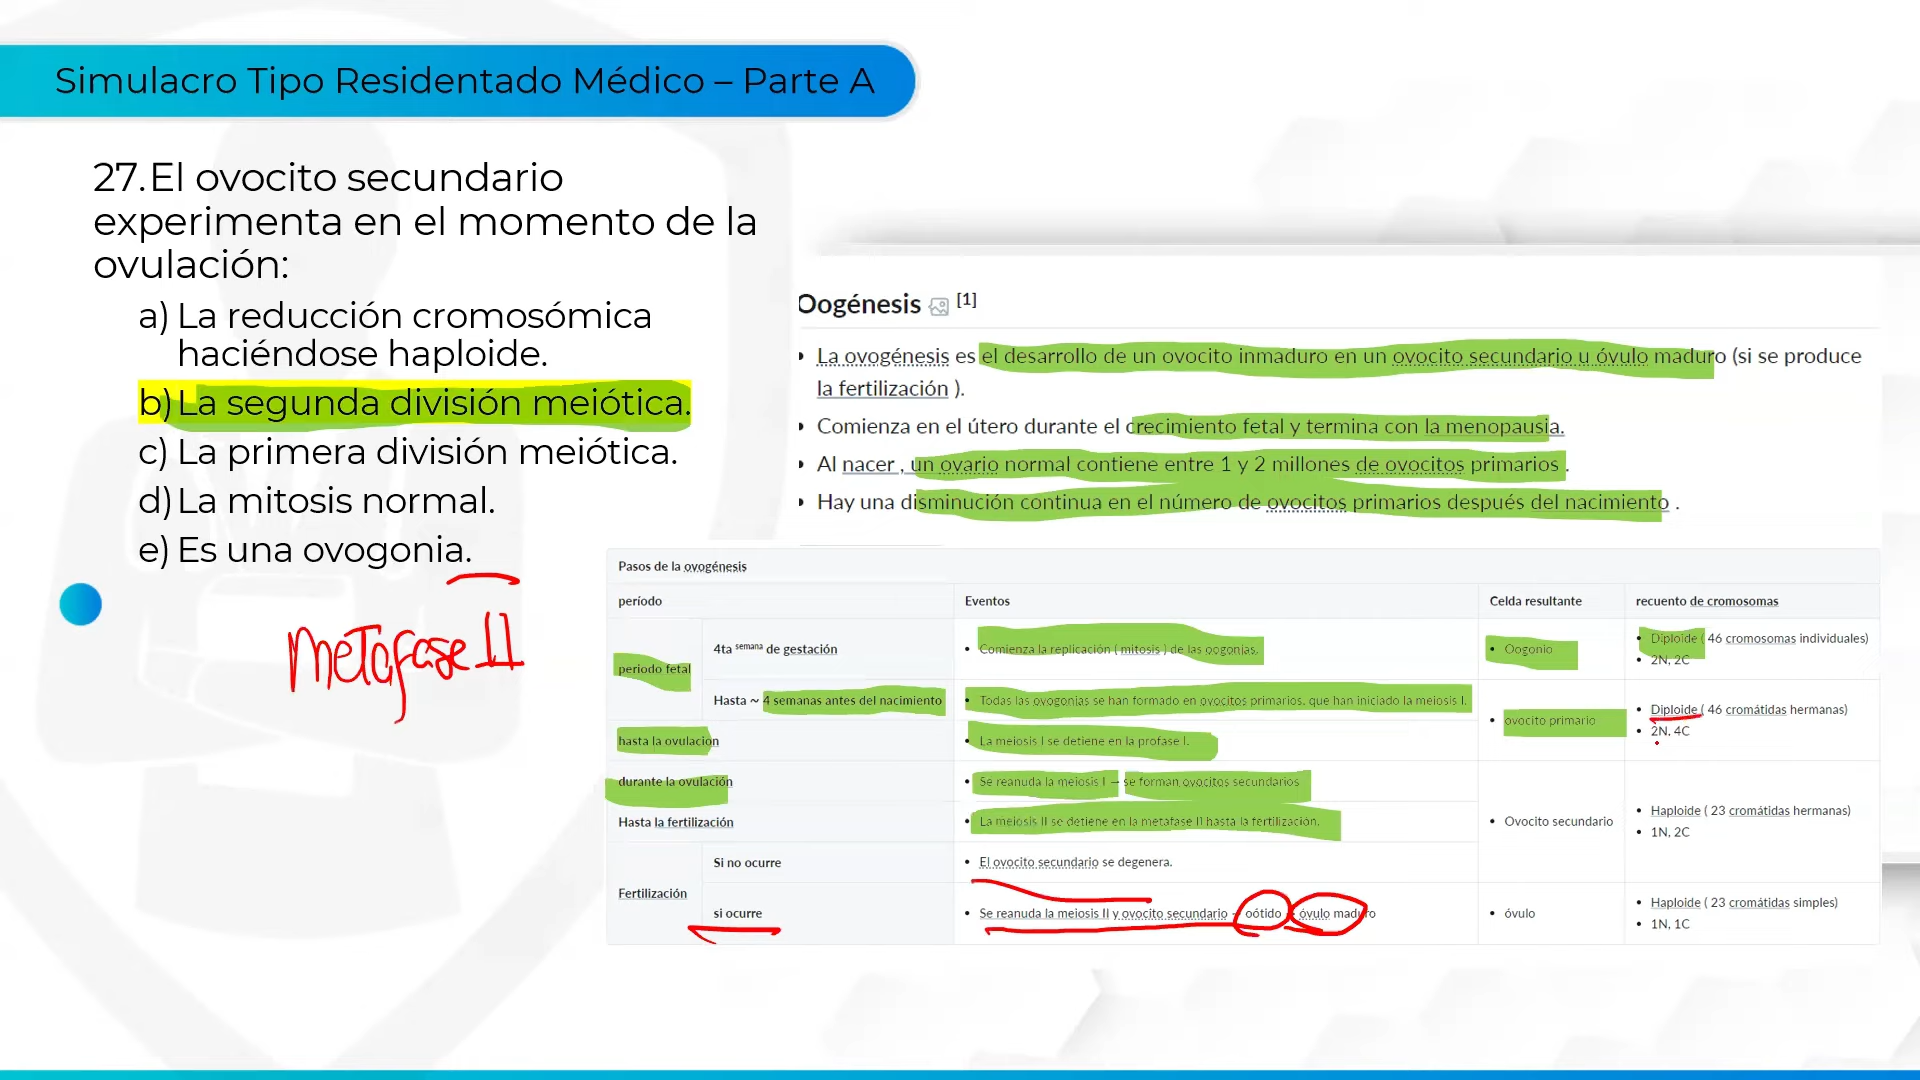 Simulacro Tipo Residentado Médico – Parte A
27. El ovocito secundario
experimenta en el momento de la
ovulación:
a) La reducción cromosómica
haciéndose haploide.
b) La segunda división meiótica.
c) La primera división meiótica.
d) La mitosis normal.
e) Es una ovogonia.
Metafase II
Oogénesis [1]
La ovogénesis es el desarrollo de un ovocito inmaduro en un ovocito secundario u óvulo maduro (si se produce
la fertilización ).
Comienza en el útero durante el crecimiento fetal y termina con la menopausia.
Al nacer , un ovario normal contiene entre 1 y 2 millones de ovocitos primarios .
Hay una disminución continua en el número de ovocitos primarios después del nacimiento .
Pasos de la ovogénesis
período Eventos Celda resultante recuento de cromosomas
periodo fetal
4ta semana de gestación
Comienza la replicación ( mitosis ) de las oogonias.
Oogonio
Diploide ( 46 cromosomas individuales)
2N, 2C
Hasta ~ 4 semanas antes del nacimiento
Todas las ovogonias se han formado en ovocitos primarios, que han iniciado la meiosis I.
ovocito primario
Diploide ( 46 cromátidas hermanas)
2N, 4C
hasta la ovulacion
La meiosis I se detiene en la profase I.
durante la ovulación
Se reanuda la meiosis I → se forman ovocitos secundarios
Hasta la fertilización
La meiosis II se detiene en la metafase II hasta la fertilización.
Ovocito secundario
Haploide ( 23 cromátidas hermanas)
1N, 2C
Fertilización
Si no ocurre
El ovocito secundario se degenera.
si ocurre
Se reanuda la meiosis II y ovocito secundario → oótido → óvulo maduro
óvulo
Haploide ( 23 cromátidas simples)
1N, 1C